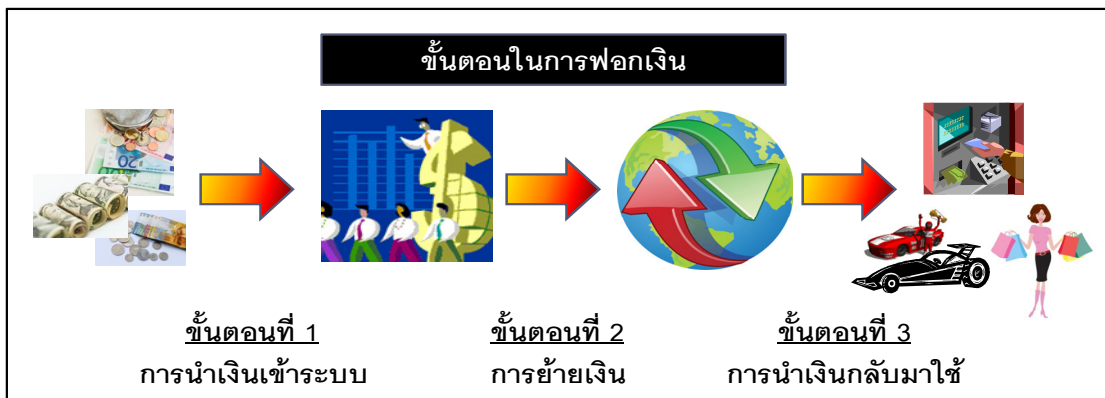 ขั้นตอนในการฟอกเงิน
20
ขั้นตอนที่ 1
การนำเงินเข้าระบบ
ขั้นตอนที่ 2
การย้ายเงิน
ขั้นตอนที่ 3
การนำเงินกลับมาใช้